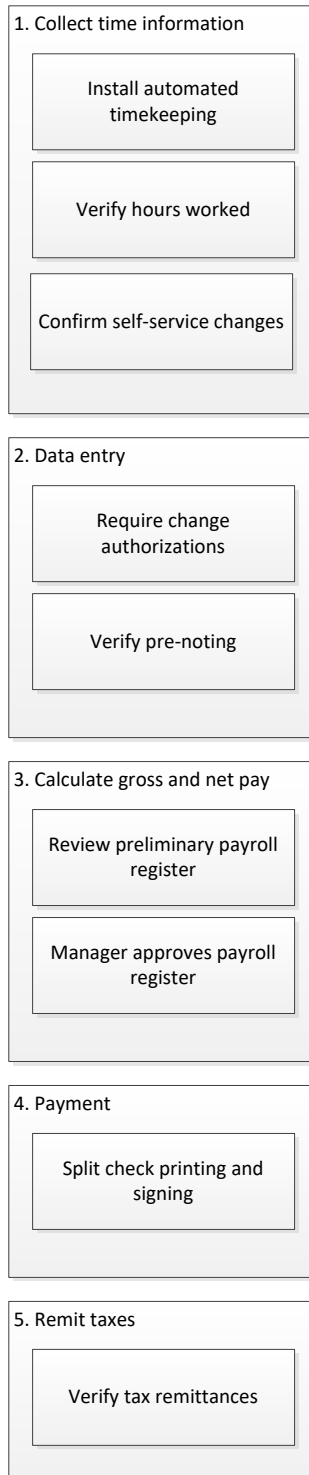 1. Collect time information
Install automated
timekeeping
Verify hours worked
Confirm self-service changes
2. Data entry
Require change
authorizations
Verify pre-noting
3. Calculate gross and net pay
Review preliminary payroll
register
Manager approves payroll
register
4. Payment
Split check printing and
signing
5. Remit taxes
Verify tax remittances